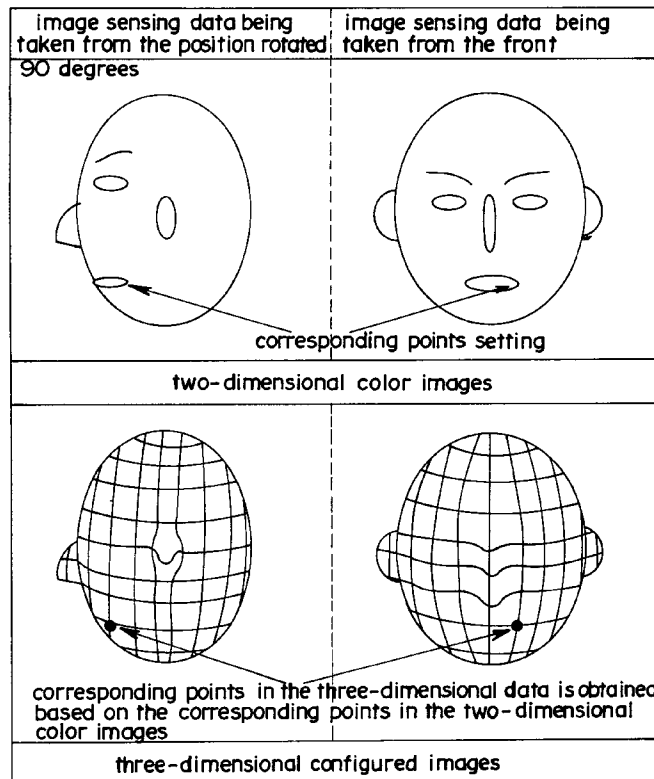 image sensing data being
taken from the position rotated
90 degrees
image sensing data being
taken from the front
corresponding points setting
two-dimensional color images
corresponding points in the three-dimensional data is obtained
based on the corresponding points in the two-dimensional
color images
three-dimensional configured images